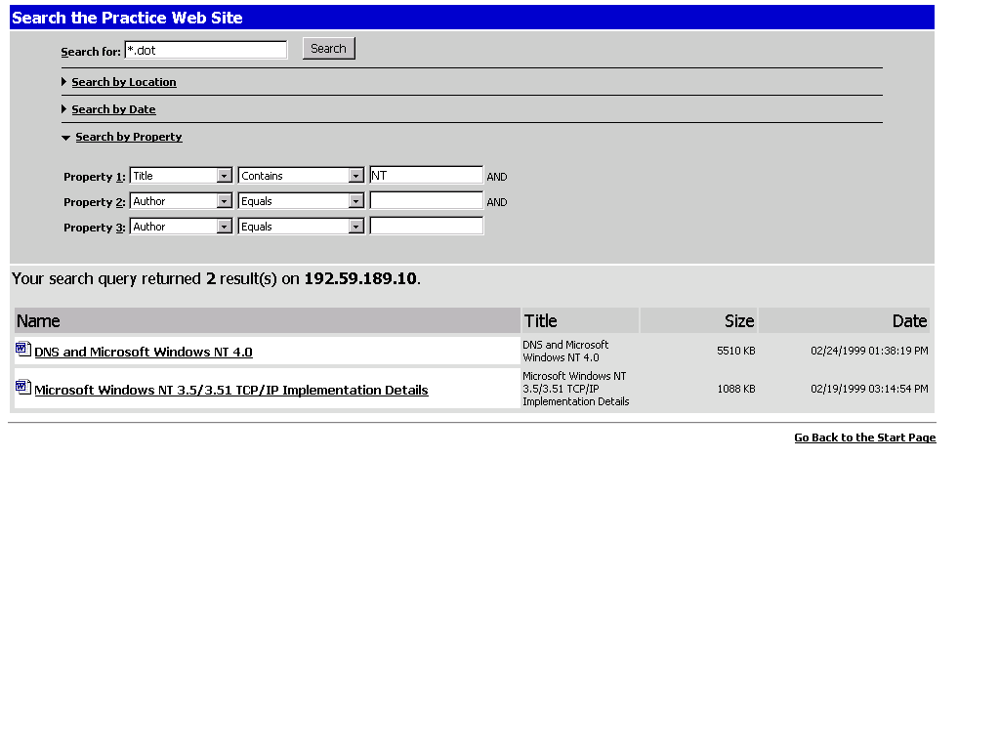 Search the Practice Web Site
Search for: *.dot Search
Search by Location
Search by Date
Search by Property
Property 1: Title Contains NT AND
Property 2: Author Equals AND
Property 3: Author Equals
Your search query returned 2 result(s) on 192.59.189.10.
Name Title Size Date
DNS and Microsoft Windows NT 4.0 DNS and Microsoft 5510 KB 02/24/1999 01:38:19 PM
Windows NT 4.0
Microsoft Windows NT
Microsoft Windows NT 3.5/3.51 TCP/IP Implementation Details 3.5/3.51 TCP/IP 1088 KB 02/19/1999 03:14:54 PM
Implementation Details
Go Back to the Start Page